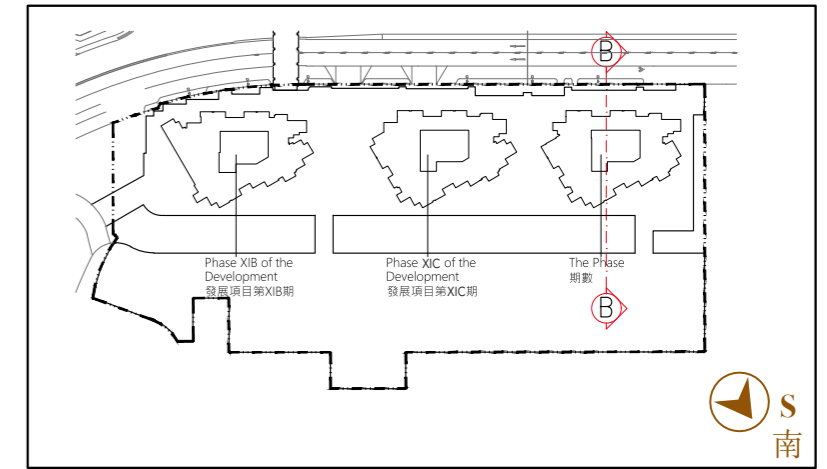 B
Phase XIB of the
Development
發展項目第XIB期
Phase XIC of the
Development
發展項目第XIC期
The Phase
期數
B
S
南